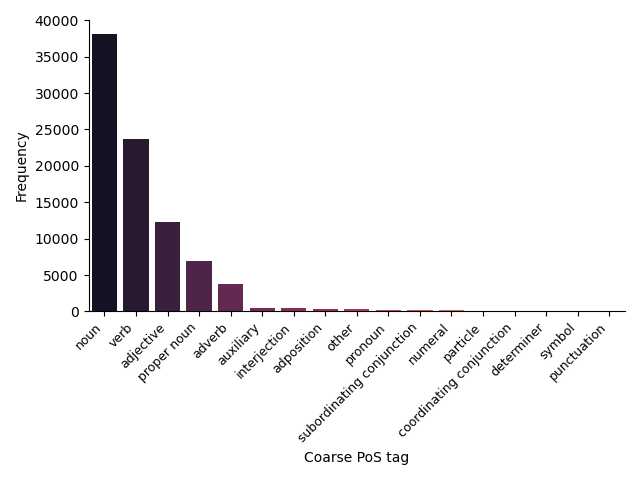 40000
35000
30000
25000
20000
15000
10000
5000
0
Frequency
noun
verb
adjective
proper noun
adverb
auxiliary
interjection
adposition
other
pronoun
subordinating conjunction
numeral
particle
coordinating conjunction
determiner
symbol
punctuation
Coarse PoS tag